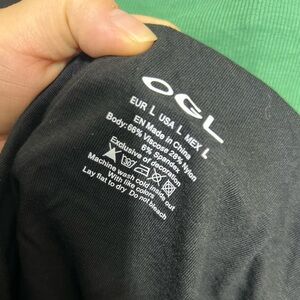 OGL
EUR L USA L MEX L
EN Made in China
Body:66% Viscose 28% Nylon
6% Spandex
Exclusive of decoration
Machine wash cold inside out
With like colors
Lay flat to dry Do not bleach